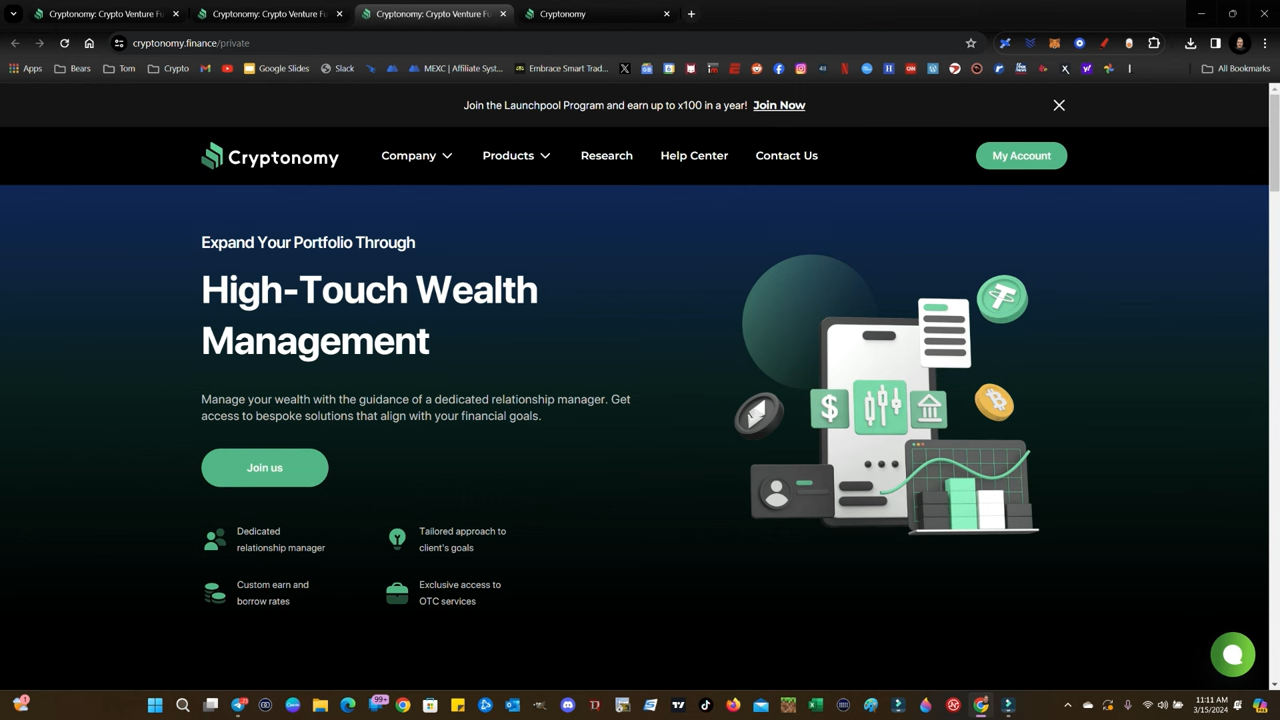 Cryptonomy: Crypto Venture Fu
Cryptonomy: Crypto Venture Fu
Cryptonomy: Crypto Venture Fu
Cryptonomy
cryptonomy.finance/private
Apps
Bears
Tom
Crypto
Google Slides
Slack
MEXC | Affiliate Syst...
Embrace Smart Trad...
All Bookmarks
Join the Launchpool Program and earn up to x100 in a year! Join Now
Cryptonomy
Company
Products
Research
Help Center
Contact Us
My Account
Expand Your Portfolio Through
High-Touch Wealth
Management
Manage your wealth with the guidance of a dedicated relationship manager. Get
access to bespoke solutions that align with your financial goals.
Join us
Dedicated
relationship manager
Tailored approach to
client's goals
Custom earn and
borrow rates
Exclusive access to
OTC services
99+
11:11 AM
3/15/2024